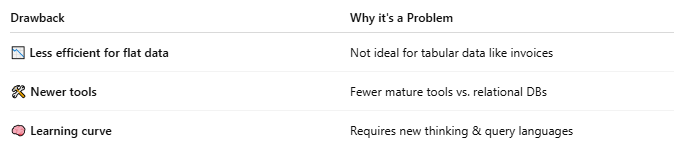 Drawback Why it's a Problem
📉 Less efficient for flat data Not ideal for tabular data like invoices
🛠 Newer tools Fewer mature tools vs. relational DBs
🧠 Learning curve Requires new thinking & query languages